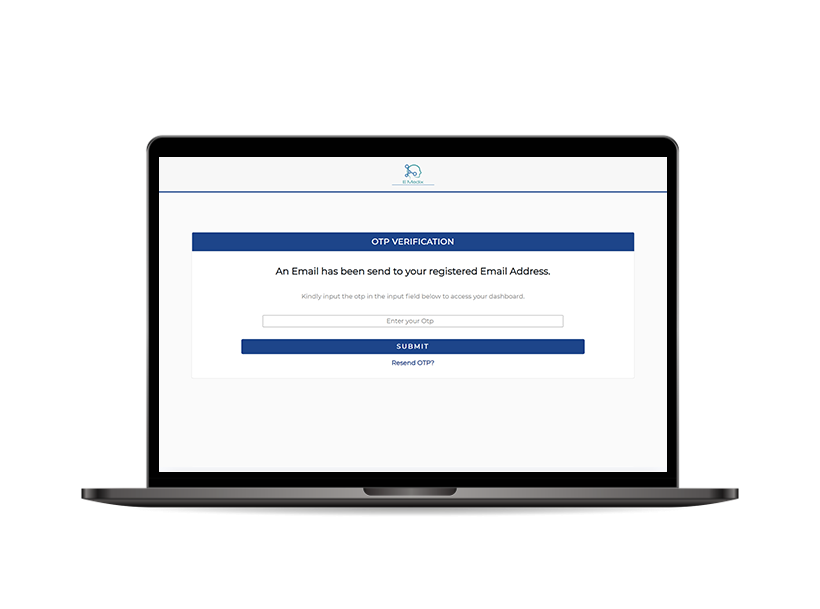 OTP VERIFICATION
An Email has been send to your registered Email Address.
Kindly input the otp in the input field below to access your dashboard.
Enter your Otp
SUBMIT
Resend OTP?